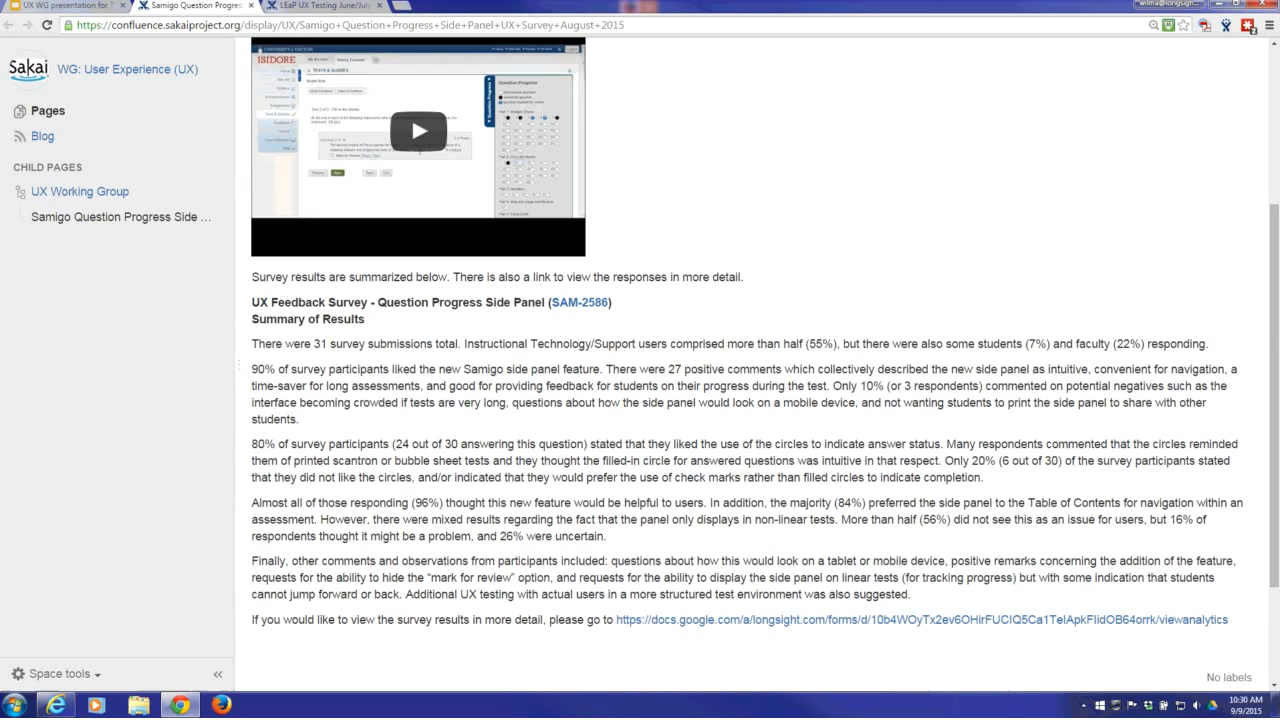 UX WG presentation for T
Samigo Question Progres
LEaP UX Testing June/July
wilma@longsigh...
https://confluence.sakaiproject.org/display/UX/Samigo+Question+Progress+Side+Panel+UX+Survey+August+2015
Sakai
User Experience (UX)
Blog
CHILD PA
UX Working Group
Samigo Question Progress Side ...
UNIVERSITY of DAYTON
ISIDORE
TESTS & QUIZZES
Question Progress
Survey results are summarized below. There is also a link to view the responses in more detail.
UX Feedback Survey - Question Progress Side Panel (SAM-2586)
Summary of Results
There were 31 survey submissions total. Instructional Technology/Support users comprised more than half (55%), but there were also some students (7%) and faculty (22%) responding.
90% of survey participants liked the new Samigo side panel feature. There were 27 positive comments which collectively described the new side panel as intuitive, convenient for navigation, a
time-saver for long assessments, and good for providing feedback for students on their progress during the test. Only 10% (or 3 respondents) commented on potential negatives such as the
interface becoming crowded if tests are very long, questions about how the side panel would look on a mobile device, and not wanting students to print the side panel to share with other
students.
80% of survey participants (24 out of 30 answering this question) stated that they liked the use of the circles to indicate answer status. Many respondents commented that the circles reminded
them of printed scantron or bubble sheet tests and they thought the filled-in circle for answered questions was intuitive in that respect. Only 20% (6 out of 30) of the survey participants stated
that they did not like the circles, and/or indicated that they would prefer the use of check marks rather than filled circles to indicate completion.
Almost all of those responding (96%) thought this new feature would be helpful to users. In addition, the majority (84%) preferred the side panel to the Table of Contents for navigation within an
assessment. However, there were mixed results regarding the fact that the panel only displays in non-linear tests. More than half (56%) did not see this as an issue for users, but 16% of
respondents thought it might be a problem, and 26% were uncertain.
Finally, other comments and observations from participants included: questions about how this would look on a tablet or mobile device, positive remarks concerning the addition of the feature,
requests for the ability to hide the “mark for review” option, and requests for the ability to display the side panel on linear tests (for tracking progress) but with some indication that students
cannot jump forward or back. Additional UX testing with actual users in a more structured test environment was also suggested.
If you would like to view the survey results in more detail, please go to https://docs.google.com/a/longsight.com/forms/d/10b4WOyTx2ev6OHirFUCIQ5Ca1TeIApkFIidOB64orrk/viewanalytics
No labels
Space tools
10:30 AM
9/9/2015